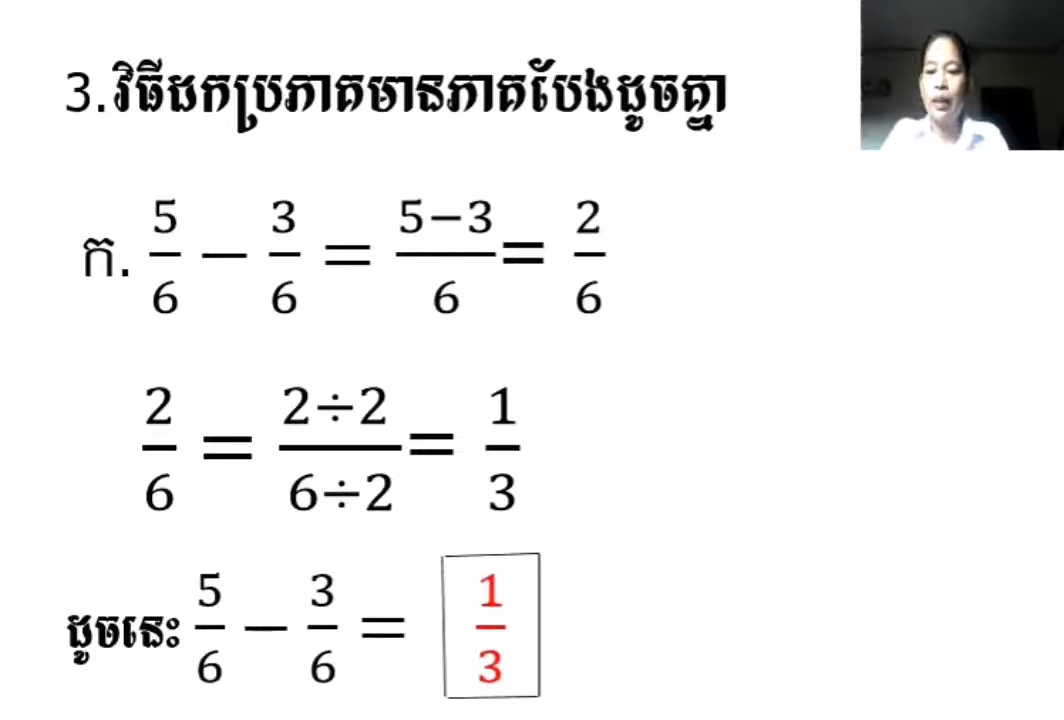 3.វិធីដកប្រភាគមានភាគបែងដូចគ្នា
ក. 5/6 − 3/6 = (5−3)/6 = 2/6
2/6 = (2÷2)/(6÷2) = 1/3
ដូចនេះ 5/6 − 3/6 = 1/3